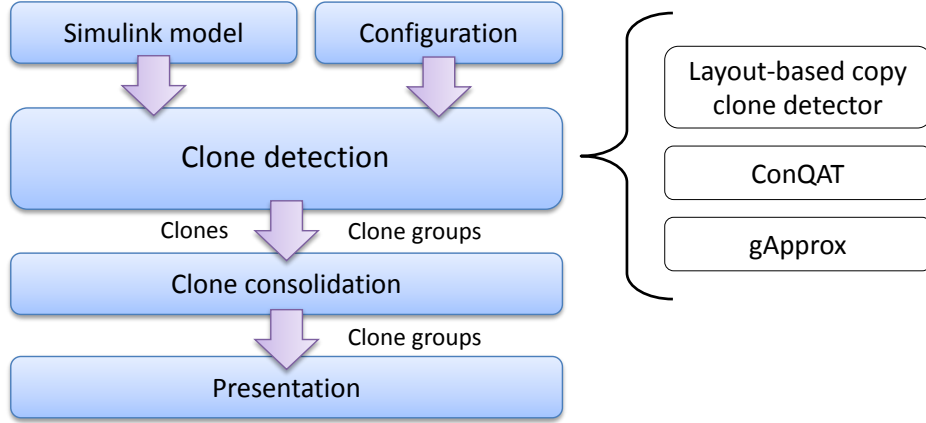 Simulink model
Configuration
Clone detection
Clones
Clone groups
Clone consolidation
Clone groups
Presentation
Layout-based copy
clone detector
ConQAT
gApprox